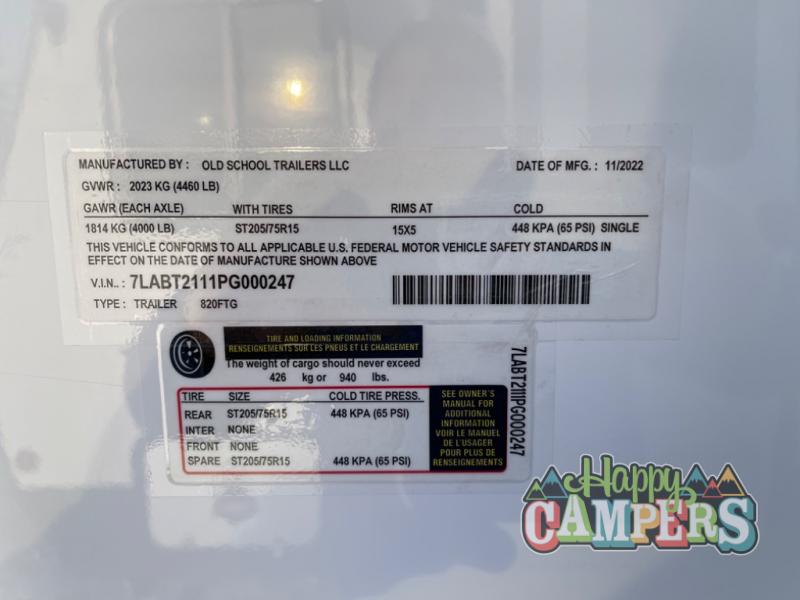 MANUFACTURED BY : OLD SCHOOL TRAILERS LLC DATE OF MFG. : 11/2022
GVWR : 2023 KG (4460 LB)
GAWR (EACH AXLE) WITH TIRES RIMS AT COLD
1814 KG (4000 LB) ST205/75R15 15X5 448 KPA (65 PSI) SINGLE
THIS VEHICLE CONFORMS TO ALL APPLICABLE U.S. FEDERAL MOTOR VEHICLE SAFETY STANDARDS IN
EFFECT ON THE DATE OF MANUFACTURE SHOWN ABOVE
V.I.N.. : 7LABT2111PG000247
TYPE : TRAILER 820FTG
TIRE AND LOADING INFORMATION
RENSEIGNEMENTS SUR LES PNEUS ET LE CHARGEMENT
The weight of cargo should never exceed
426 kg or 940 lbs.
TIRE SIZE COLD TIRE PRESS.
REAR ST205/75R15 448 KPA (65 PSI)
INTER NONE
FRONT NONE
SPARE ST205/75R15 448 KPA (65 PSI)
SEE OWNER'S
MANUAL FOR
ADDITIONAL
INFORMATION
VOIR LE MANUEL
DE L'USAGER
POUR PLUS DE
RENSEIGNEMENTS
7LABT2111PG000247
Happy
CAMPERS